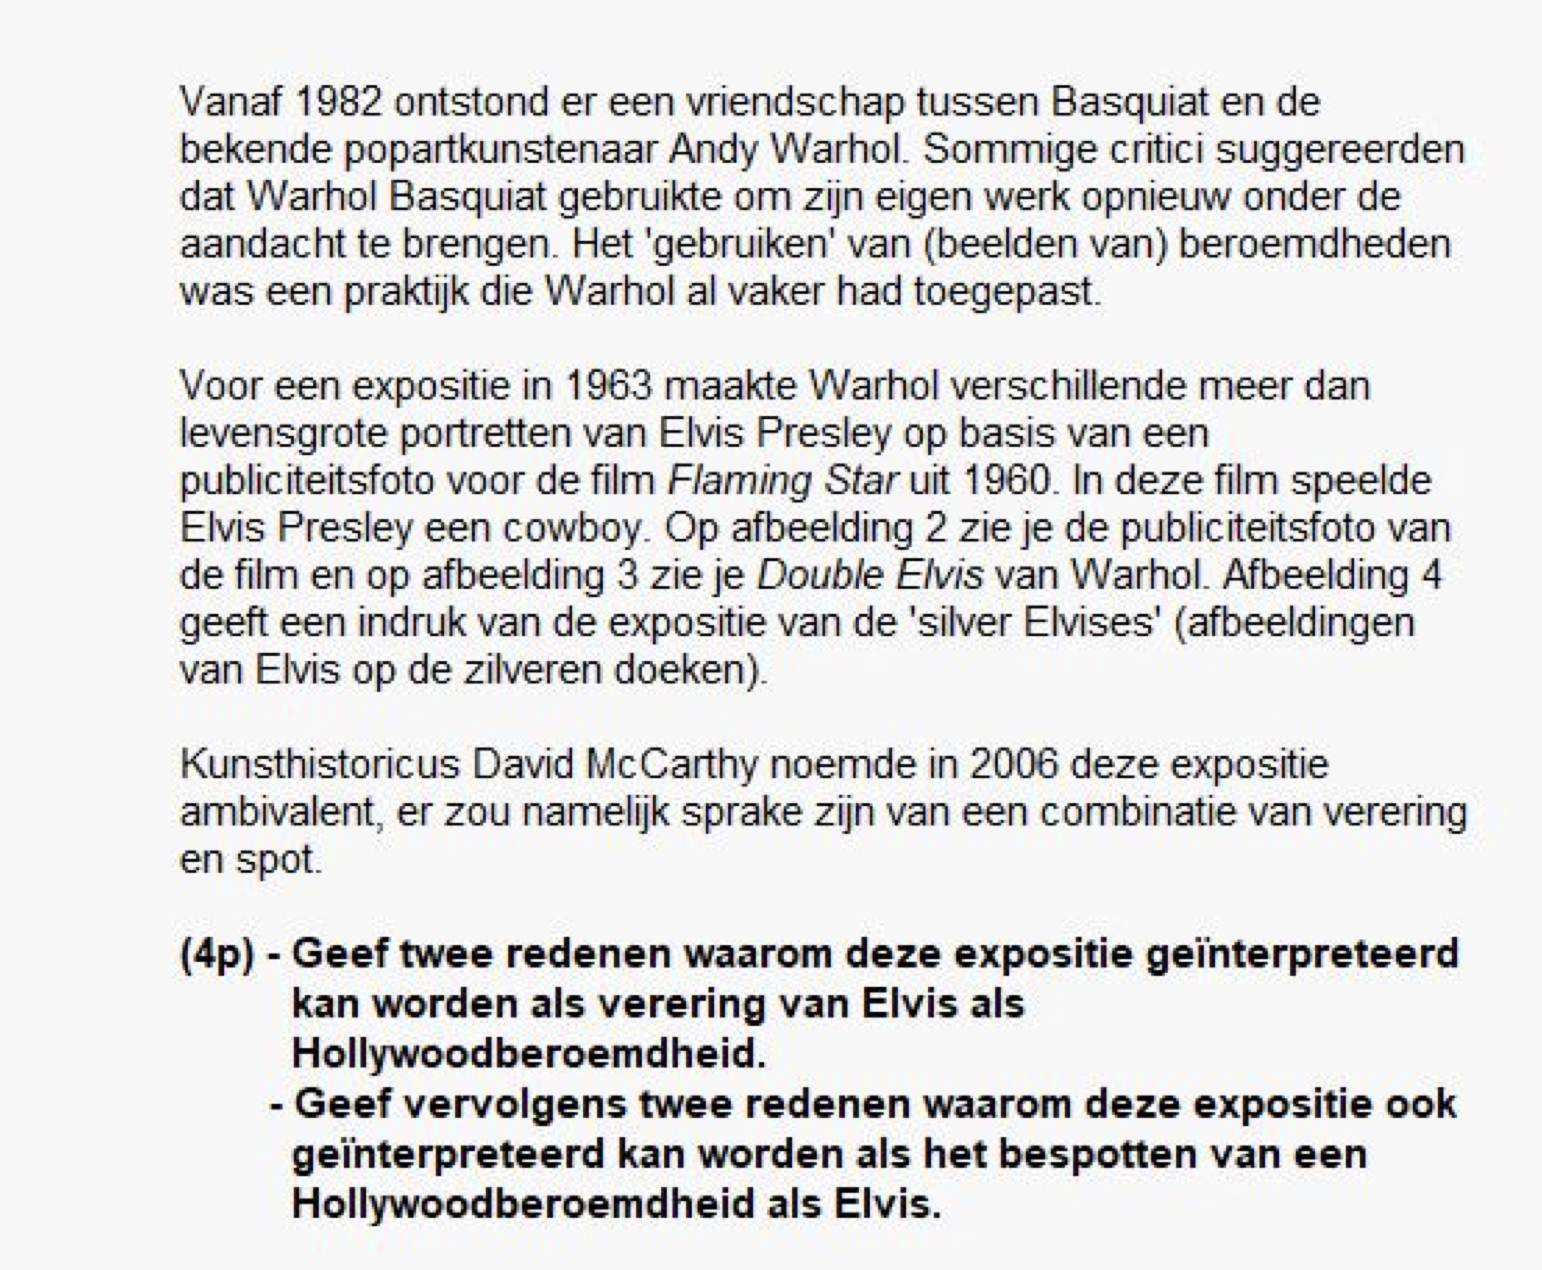 Vanaf 1982 ontstond er een vriendschap tussen Basquiat en de
bekende popartkunstenaar Andy Warhol. Sommige critici suggereerden
dat Warhol Basquiat gebruikte om zijn eigen werk opnieuw onder de
aandacht te brengen. Het 'gebruiken' van (beelden van) beroemdheden
was een praktijk die Warhol al vaker had toegepast.
Voor een expositie in 1963 maakte Warhol verschillende meer dan
levensgrote portretten van Elvis Presley op basis van een
publiciteitsfoto voor de film Flaming Star uit 1960. In deze film speelde
Elvis Presley een cowboy. Op afbeelding 2 zie je de publiciteitsfoto van
de film en op afbeelding 3 zie je Double Elvis van Warhol. Afbeelding 4
geeft een indruk van de expositie van de 'silver Elvises' (afbeeldingen
van Elvis op de zilveren doeken).
Kunsthistoricus David McCarthy noemde in 2006 deze expositie
ambivalent, er zou namelijk sprake zijn van een combinatie van verering
en spot.
(4p) - Geef twee redenen waarom deze expositie geïnterpreteerd
kan worden als verering van Elvis als
Hollywoodberoemdheid.
- Geef vervolgens twee redenen waarom deze expositie ook
geïnterpreteerd kan worden als het bespotten van een
Hollywoodberoemdheid als Elvis.